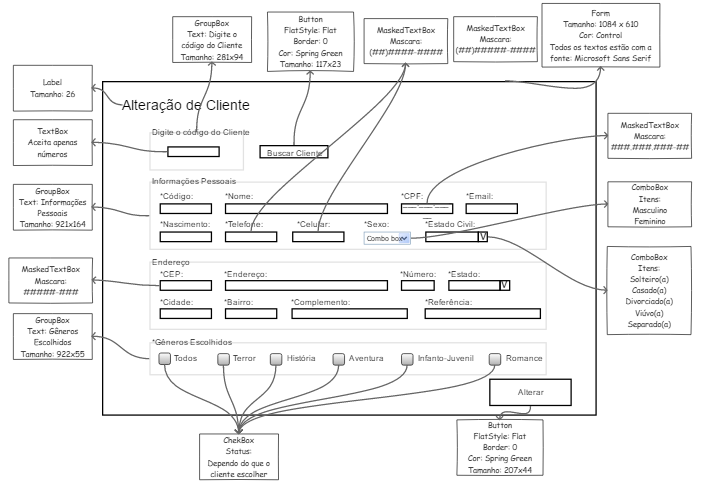 GroupBox
Text: Digite o
código do Cliente
Tamanho: 281x94
Button
FlatStyle: Flat
Border: 0
Cor: Spring Green
Tamanho: 117x23
MaskedTextBox
Mascara:
(##)####-####
MaskedTextBox
Mascara:
(##)#####-####
Form
Tamanho: 1084 x 610
Cor: Control
Todos os textos estão com a
fonte: Microsoft Sans Serif
Label
Tamanho: 26
Alteração de Cliente
TextBox
Aceita apenas
números
Digite o código do Cliente
Buscar Cliente
MaskedTextBox
Mascara:
###.###.###-##
GroupBox
Text: Informações
Pessoais
Tamanho: 921x164
Informações Pessoais
*Código:
*Nome:
*CPF:
*Email:
___.___.___-__
*Nascimento:
*Telefone:
*Celular:
*Sexo:
*Estado Civil:
Combo box
V
ComboBox
Itens:
Masculino
Feminino
MaskedTextBox
Mascara:
#####-###
Endereço
*CEP:
*Endereço:
*Número:
*Estado:
V
*Cidade:
*Bairro:
*Complemento:
*Referência:
ComboBox
Itens:
Solteiro(a)
Casado(a)
Divorciado(a)
Viúvo(a)
Separado(a)
GroupBox
Text: Gêneros
Escolhidos
Tamanho: 922x55
*Gêneros Escolhidos
Todos
Terror
História
Aventura
Infanto-Juvenil
Romance
Alterar
ChekBox
Status:
Dependo do que o
cliente escolher
Button
FlatStyle: Flat
Border: 0
Cor: Spring Green
Tamanho: 207x44